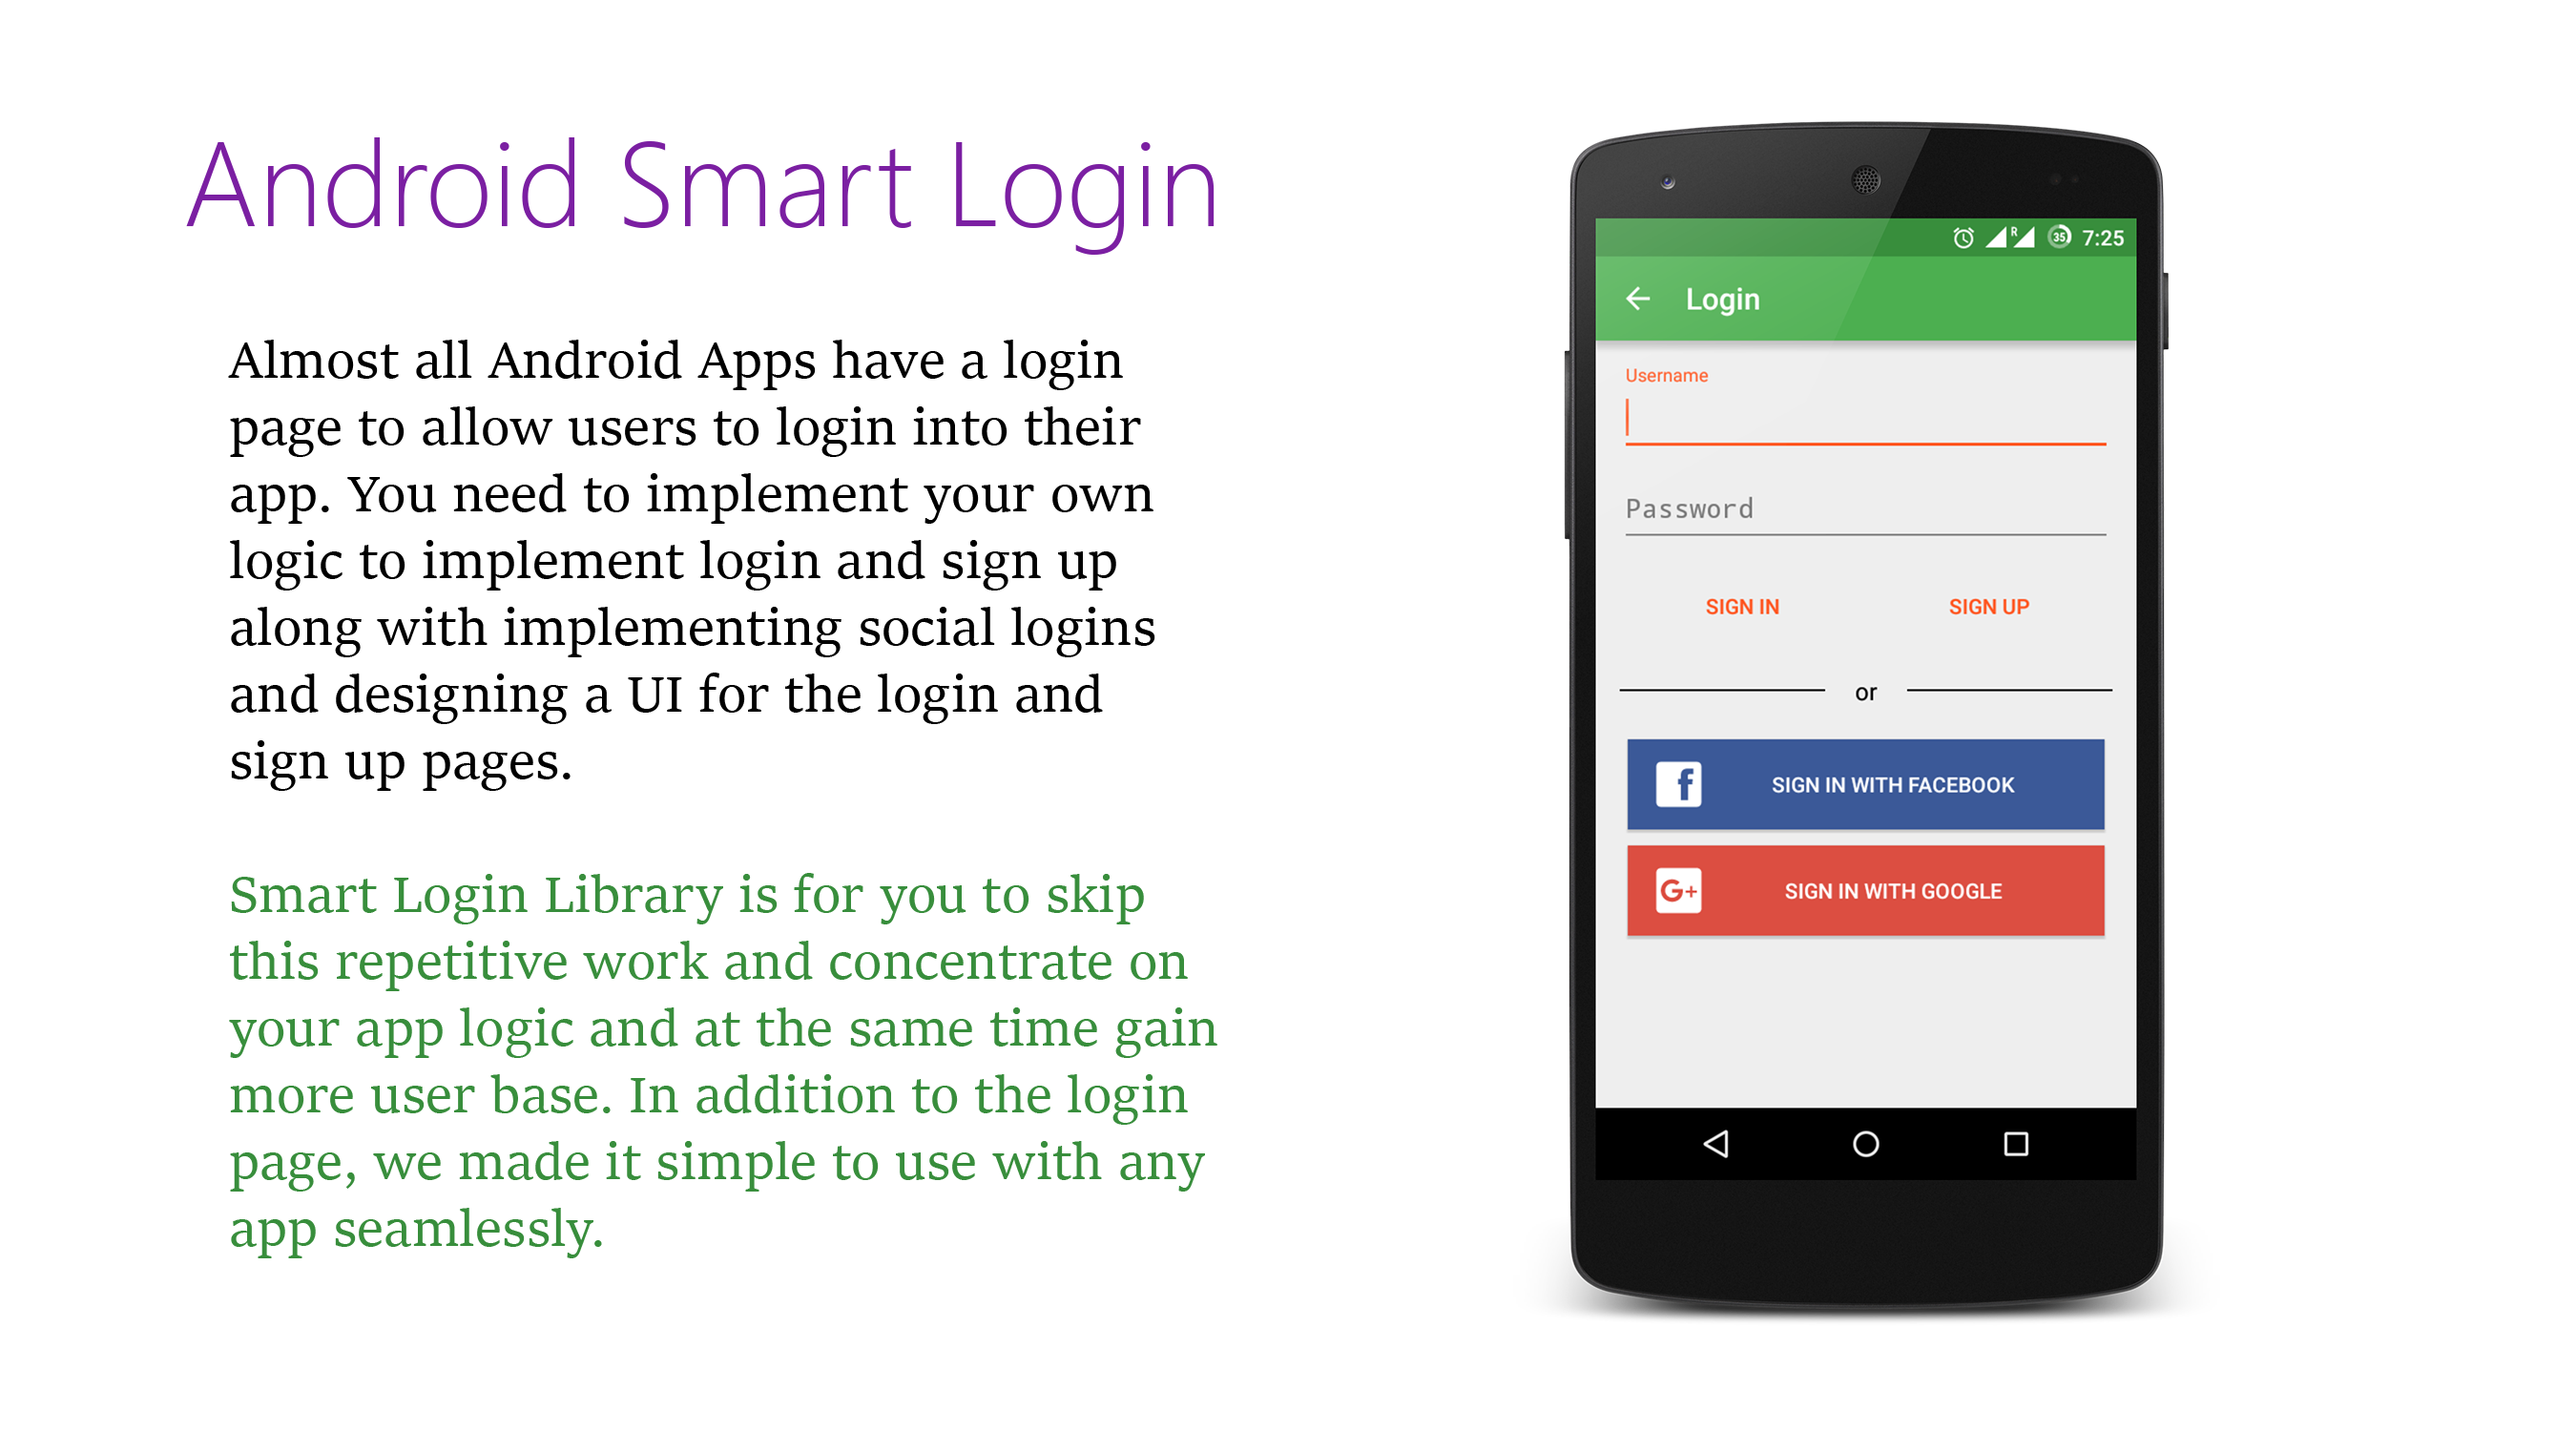 Android Smart Login
Almost all Android Apps have a login
page to allow users to login into their
app. You need to implement your own
logic to implement login and sign up
along with implementing social logins
and designing a UI for the login and
sign up pages.
Smart Login Library is for you to skip
this repetitive work and concentrate on
your app logic and at the same time gain
more user base. In addition to the login
page, we made it simple to use with any
app seamlessly.
R 35 7:25
Login
Username
Password
SIGN IN SIGN UP
or
f SIGN IN WITH FACEBOOK
G+ SIGN IN WITH GOOGLE